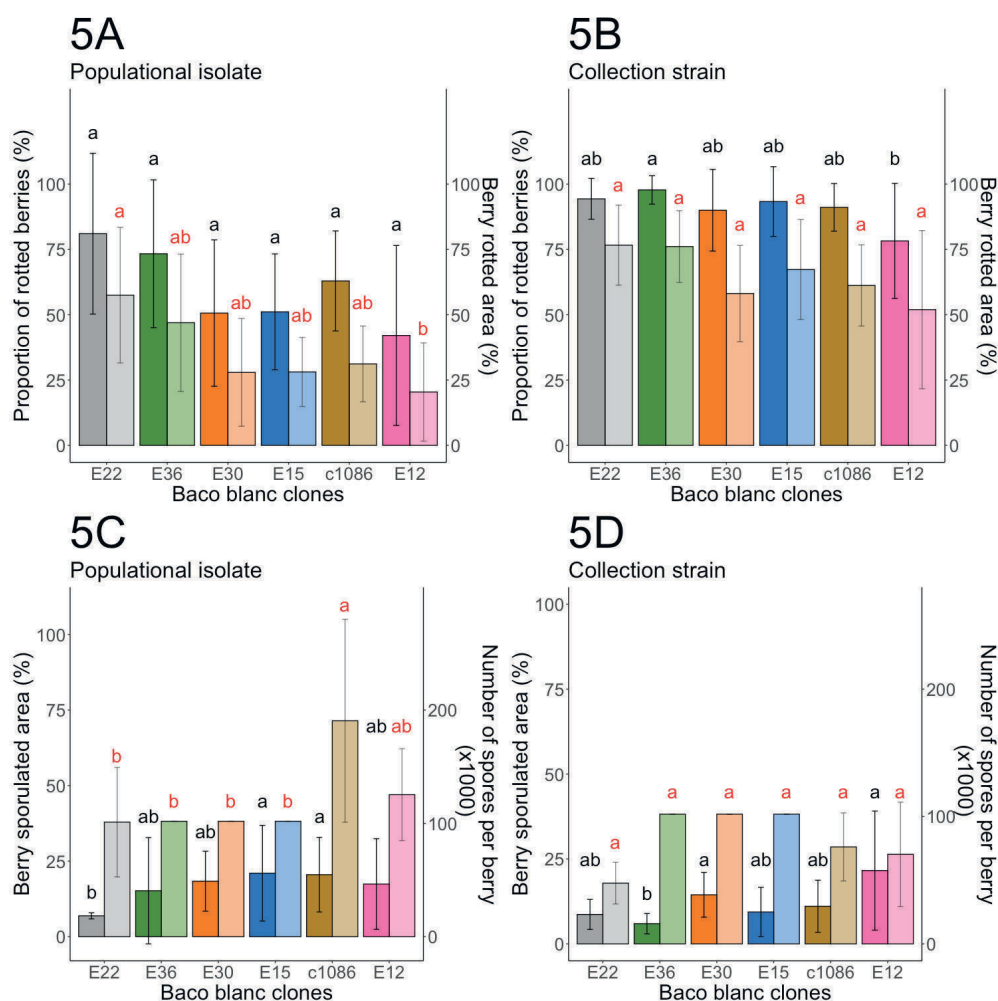 5A
Populational isolate
Proportion of rotted berries (%)
Berry rotted area (%)
100
75
50
25
0
100
75
50
25
0
a
a
a
a
a
a
a
ab
ab
ab
ab
b
E22
E36
E30
E15
c1086
E12
Baco blanc clones
5B
Collection strain
Proportion of rotted berries (%)
Berry rotted area (%)
100
75
50
25
0
100
75
50
25
0
ab
a
ab
ab
ab
b
a
a
a
a
a
a
E22
E36
E30
E15
c1086
E12
Baco blanc clones
5C
Populational isolate
Berry sporulated area (%)
Number of spores per berry
(x1000)
100
75
50
25
0
200
100
0
b
ab
ab
a
a
ab
b
b
b
b
a
ab
E22
E36
E30
E15
c1086
E12
Baco blanc clones
5D
Collection strain
Berry sporulated area (%)
Number of spores per berry
(x1000)
100
75
50
25
0
200
100
0
ab
b
a
ab
ab
a
a
a
a
a
a
a
E22
E36
E30
E15
c1086
E12
Baco blanc clones